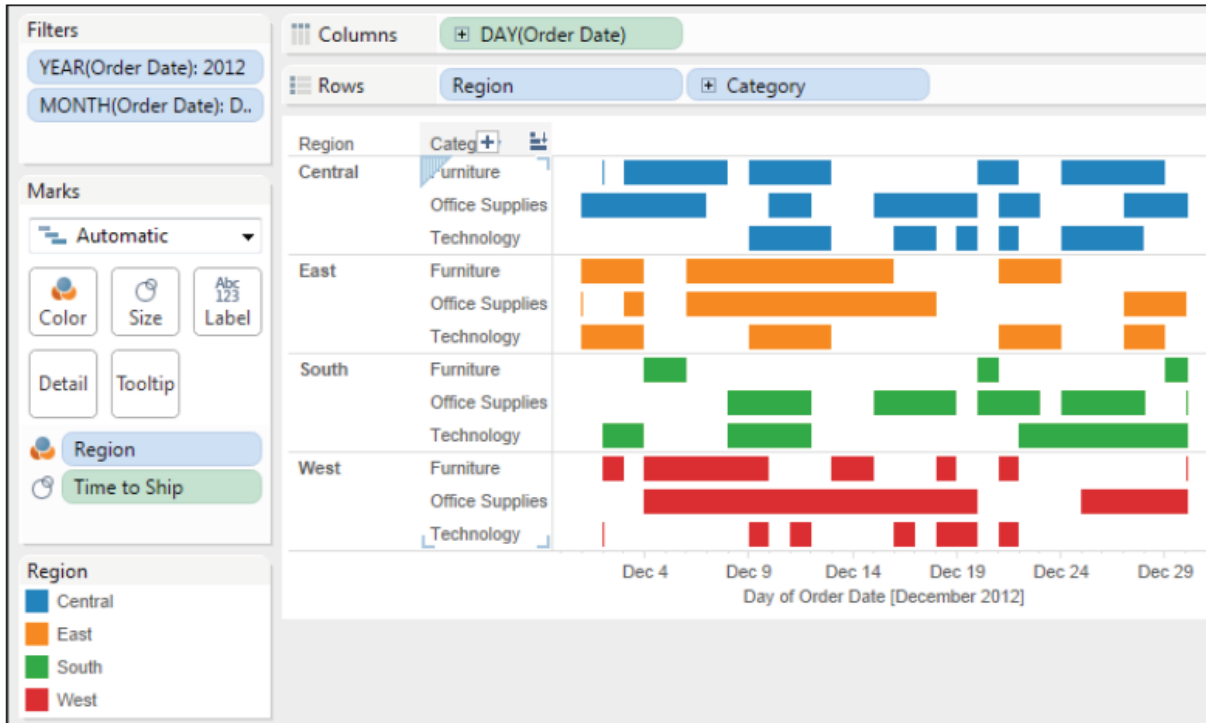 Filters
YEAR(Order Date): 2012
MONTH(Order Date): D..
Marks
Automatic
Color
Size
Abc
123
Label
Detail
Tooltip
Region
Time to Ship
Region
Central
East
South
West
Columns
DAY(Order Date)
Rows
Region Category
Region Categ
Central Furniture
Office Supplies
Technology
East Furniture
Office Supplies
Technology
South Furniture
Office Supplies
Technology
West Furniture
Office Supplies
Technology
Dec 4 Dec 9 Dec 14 Dec 19 Dec 24 Dec 29
Day of Order Date [December 2012]